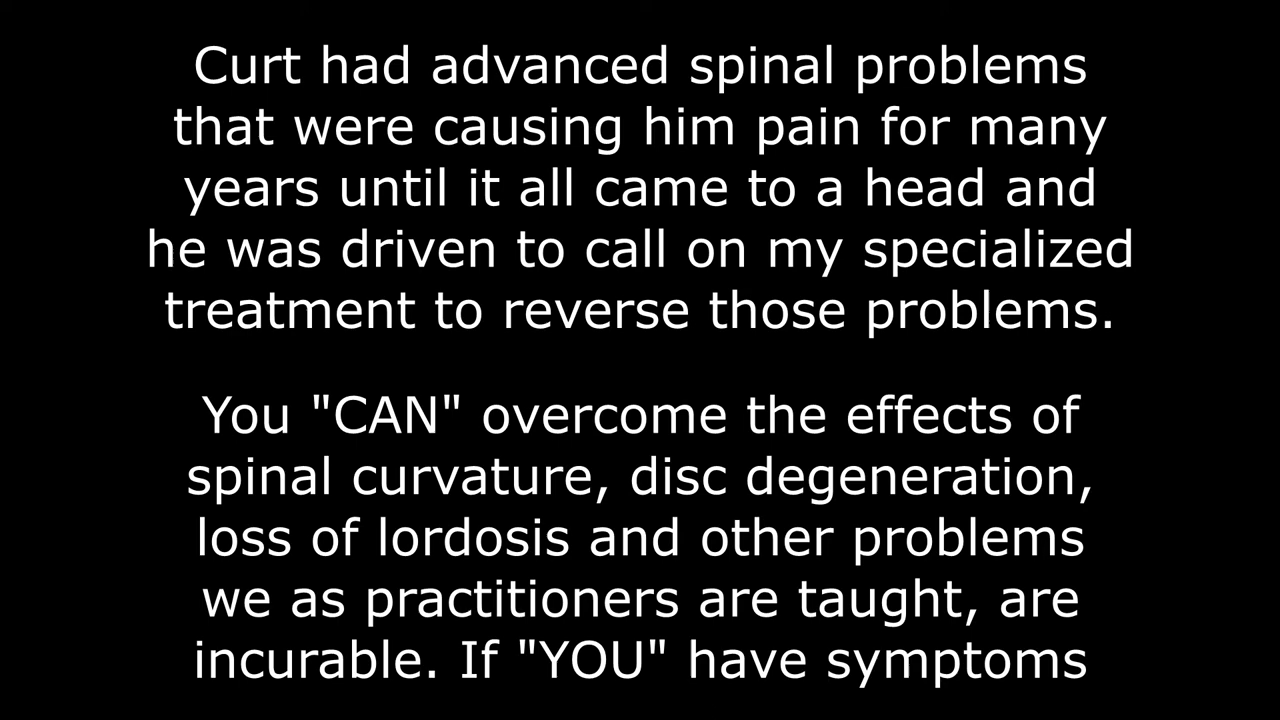 Curt had advanced spinal problems
that were causing him pain for many
years until it all came to a head and
he was driven to call on my specialized
treatment to reverse those problems.
You "CAN" overcome the effects of
spinal curvature, disc degeneration,
loss of lordosis and other problems
we as practitioners are taught, are
incurable. If "YOU" have symptoms